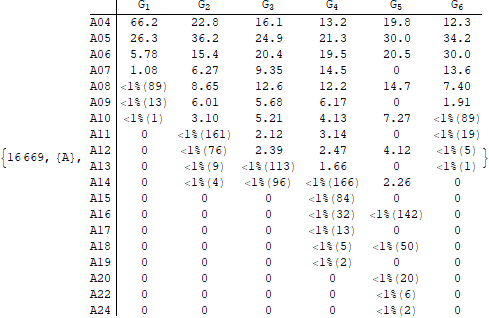 G1 G2 G3 G4 G5 G6
A04 66.2 22.8 16.1 13.2 19.8 12.3
A05 26.3 36.2 24.9 21.3 30.0 34.2
A06 5.78 15.4 20.4 19.5 20.5 30.0
A07 1.08 6.27 9.35 14.5 0 13.6
A08 <1%(89) 8.65 12.6 12.2 14.7 7.40
A09 <1%(13) 6.01 5.68 6.17 0 1.91
A10 <1%(1) 3.10 5.21 4.13 7.27 <1%(89)
A11 0 <1%(161) 2.12 3.14 0 <1%(19)
{16 669, {A}, A12 0 <1%(76) 2.39 2.47 4.12 <1%(5) }
A13 0 <1%(9) <1%(113) 1.66 0 <1%(1)
A14 0 <1%(4) <1%(96) <1%(166) 2.26 0
A15 0 0 0 <1%(84) 0 0
A16 0 0 0 <1%(32) <1%(142) 0
A17 0 0 0 <1%(13) 0 0
A18 0 0 0 <1%(5) <1%(50) 0
A19 0 0 0 <1%(2) 0 0
A20 0 0 0 0 <1%(20) 0
A22 0 0 0 0 <1%(6) 0
A24 0 0 0 0 <1%(2) 0